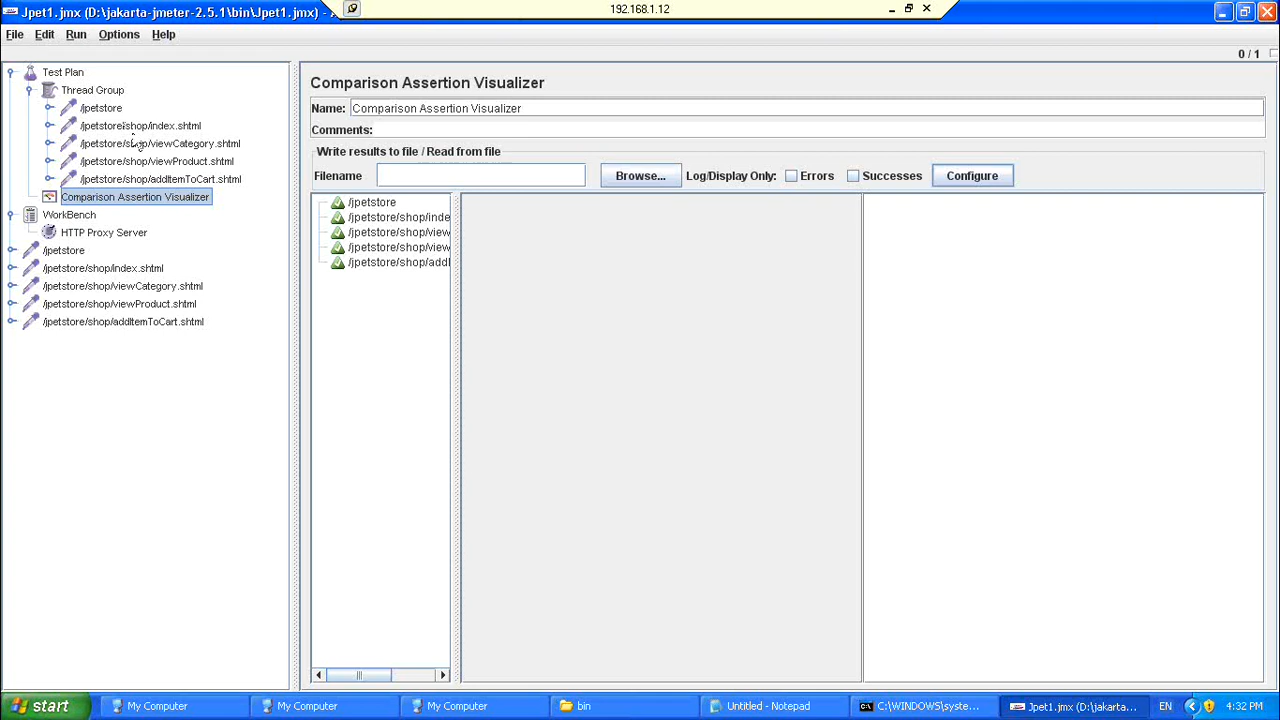 Jpet1.jmx (D:\jakarta-jmeter-2.5.1\bin\Jpet1.jmx) -
192.168.1.12
File Edit Run Options Help
0 / 1
Test Plan
Thread Group
/jpetstore
/jpetstore/shop/index.shtml
/jpetstore/shop/viewCategory.shtml
/jpetstore/shop/viewProduct.shtml
/jpetstore/shop/addItemToCart.shtml
Comparison Assertion Visualizer
WorkBench
HTTP Proxy Server
/jpetstore
/jpetstore/shop/index.shtml
/jpetstore/shop/viewCategory.shtml
/jpetstore/shop/viewProduct.shtml
/jpetstore/shop/addItemToCart.shtml
Comparison Assertion Visualizer
Name: Comparison Assertion Visualizer
Comments:
Write results to file / Read from file
Filename Browse... Log/Display Only: Errors Successes Configure
/jpetstore
/jpetstore/shop/inde
/jpetstore/shop/view
/jpetstore/shop/view
/jpetstore/shop/addI
start My Computer My Computer My Computer bin Untitled - Notepad C:\WINDOWS\syste... Jpet1.jmx (D:\jakarta... EN 4:32 PM